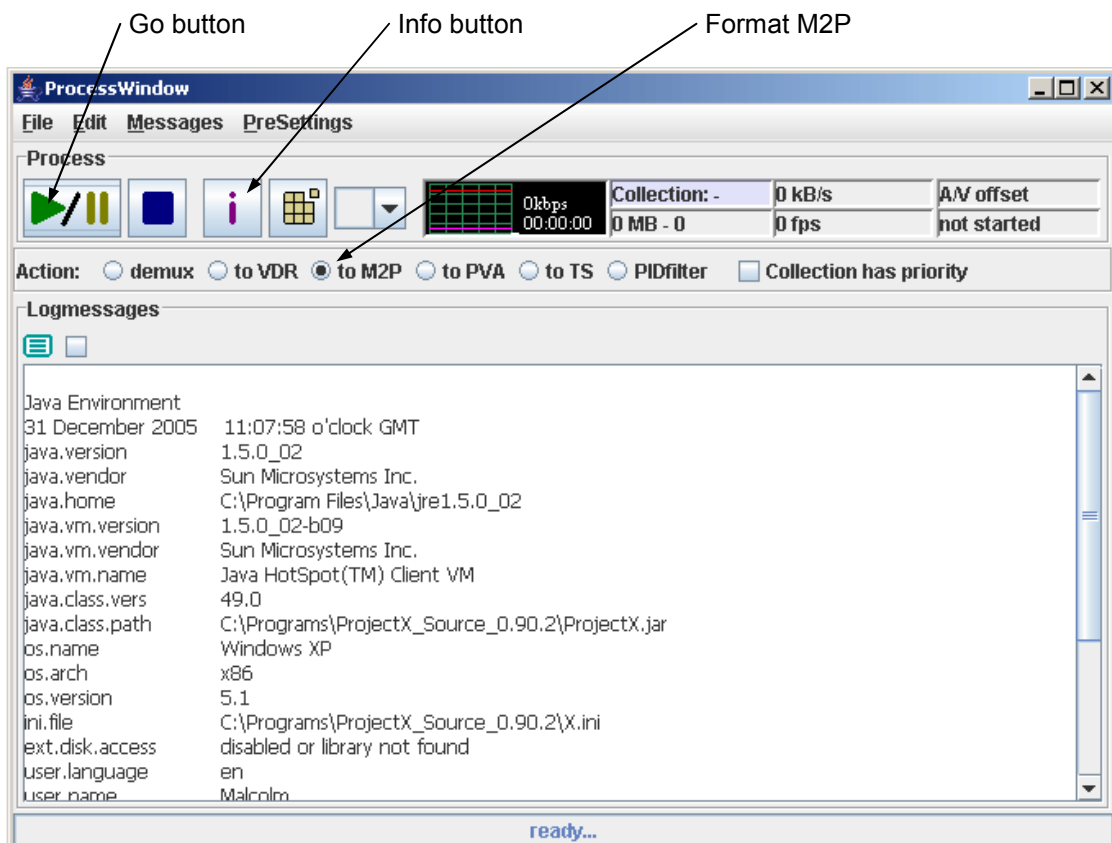 Go button
Info button
Format M2P
ProcessWindow
File Edit Messages PreSettings
Process
i
0kbps
00:00:00
Collection: -
0 kB/s
A/V offset
0 MB - 0
0 fps
not started
Action: demux to VDR to M2P to PVA to TS PIDfilter Collection has priority
Logmessages
Java Environment
31 December 2005 11:07:58 o'clock GMT
java.version 1.5.0_02
java.vendor Sun Microsystems Inc.
java.home C:\Program Files\Java\jre1.5.0_02
java.vm.version 1.5.0_02-b09
java.vm.vendor Sun Microsystems Inc.
java.vm.name Java HotSpot(TM) Client VM
java.class.vers 49.0
java.class.path C:\Programs\ProjectX_Source_0.90.2\ProjectX.jar
os.name Windows XP
os.arch x86
os.version 5.1
ini.file C:\Programs\ProjectX_Source_0.90.2\X.ini
ext.disk.access disabled or library not found
user.language en
user.name Malcolm
ready...